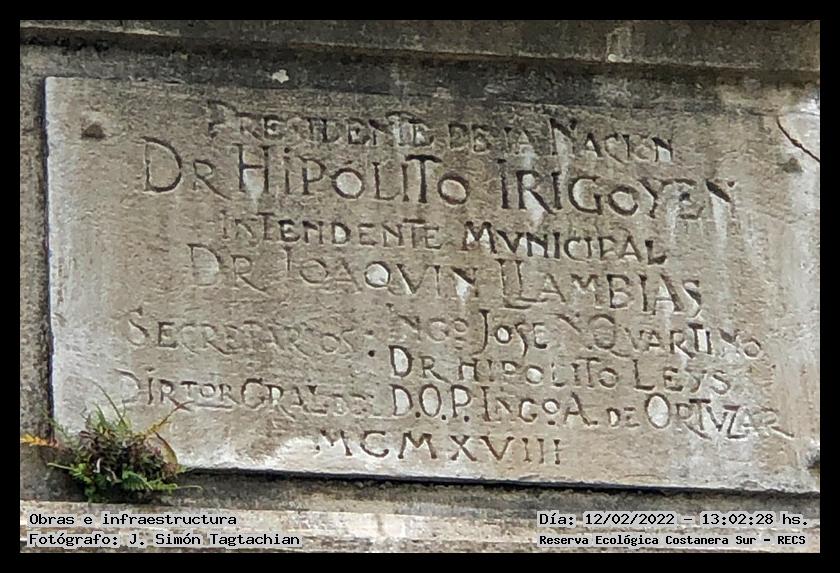 PRESIDENTE DE LA NACION
DR HIPOLITO IRIGOYEN
INTENDENTE MVNICIPAL
DR JOAQVIN LLAMBIAS
SECRETARIOS: INGO JOSE N. QVARTINO
DR HIPOLITO LEYS
DIRTOR GRAL DEL D.O.P. INGO A. DE ORTVZAR
MCMXVIII
Obras e infraestructura
Fotógrafo: J. Simón Tagtachian
Día: 12/02/2022 - 13:02:28 hs.
Reserva Ecológica Costanera Sur - RECS